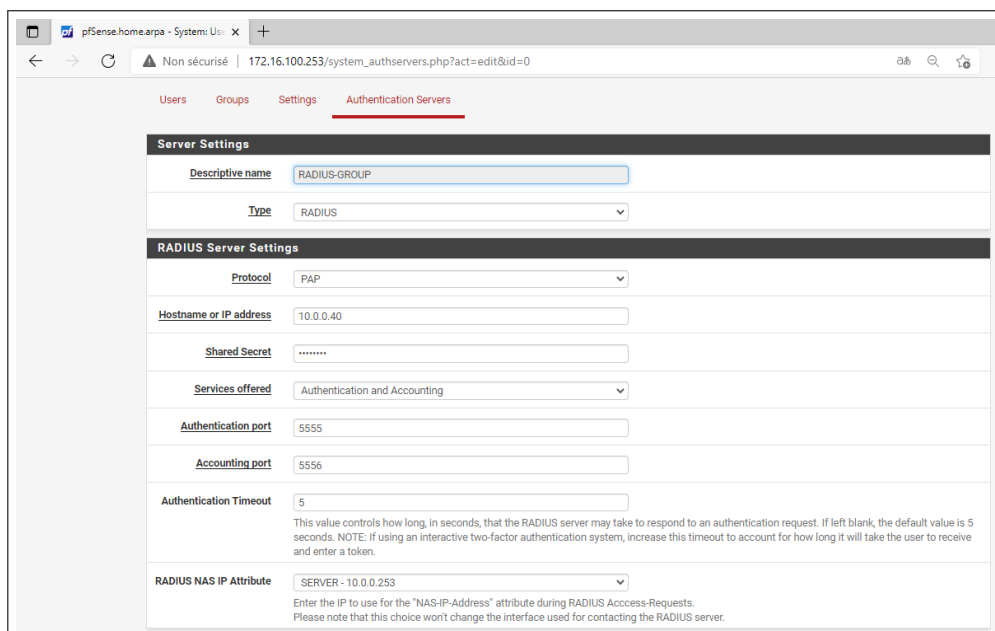 pfSense.home.arpa - System: Use
Non sécurisé | 172.16.100.253/system_authservers.php?act=edit&id=0
Users Groups Settings Authentication Servers
Server Settings
Descriptive name RADIUS-GROUP
Type RADIUS
RADIUS Server Settings
Protocol PAP
Hostname or IP address 10.0.0.40
Shared Secret ••••••••
Services offered Authentication and Accounting
Authentication port 5555
Accounting port 5556
Authentication Timeout 5
This value controls how long, in seconds, that the RADIUS server may take to respond to an authentication request. If left blank, the default value is 5
seconds. NOTE: If using an interactive two-factor authentication system, increase this timeout to account for how long it will take the user to receive
and enter a token.
RADIUS NAS IP Attribute SERVER - 10.0.0.253
Enter the IP to use for the "NAS-IP-Address" attribute during RADIUS Acccess-Requests.
Please note that this choice won't change the interface used for contacting the RADIUS server.